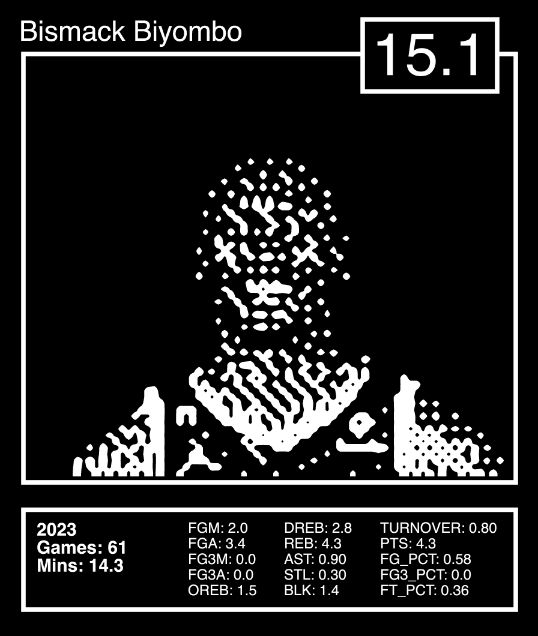 Bismack Biyombo
15.1
2023
Games: 61
Mins: 14.3
FGM: 2.0
FGA: 3.4
FG3M: 0.0
FG3A: 0.0
OREB: 1.5
DREB: 2.8
REB: 4.3
AST: 0.90
STL: 0.30
BLK: 1.4
TURNOVER: 0.80
PTS: 4.3
FG_PCT: 0.58
FG3_PCT: 0.0
FT_PCT: 0.36